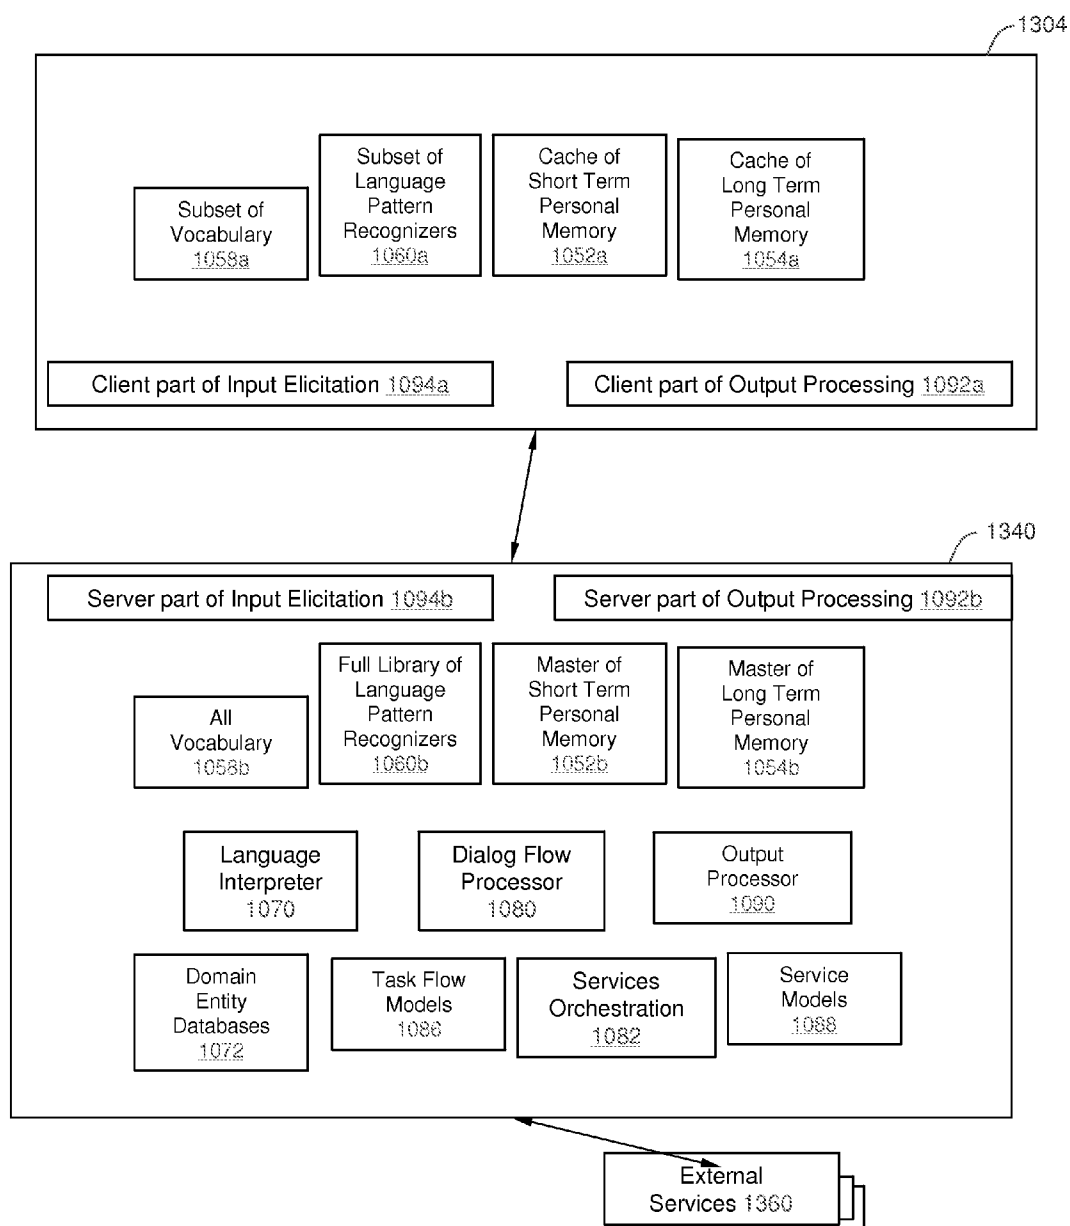 1304
Subset of
Vocabulary
1058a
Subset of
Language
Pattern
Recognizers
1060a
Cache of
Short Term
Personal
Memory
1052a
Cache of
Long Term
Personal
Memory
1054a
Client part of Input Elicitation 1094a
Client part of Output Processing 1092a
1340
Server part of Input Elicitation 1094b
Server part of Output Processing 1092b
All
Vocabulary
1058b
Full Library of
Language
Pattern
Recognizers
1060b
Master of
Short Term
Personal
Memory
1052b
Master of
Long Term
Personal
Memory
1054b
Language
Interpreter
1070
Dialog Flow
Processor
1080
Output
Processor
1090
Domain
Entity
Databases
1072
Task Flow
Models
1086
Services
Orchestration
1082
Service
Models
1088
External
Services 1360